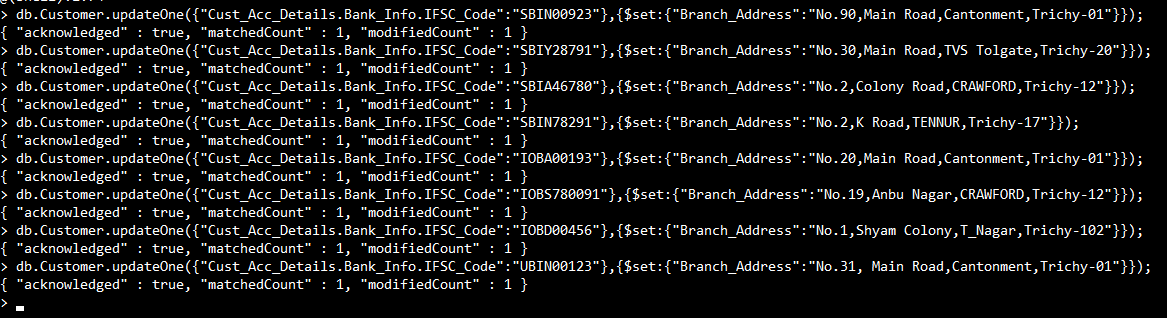 > db.Customer.updateOne({"Cust_Acc_Details.Bank_Info.IFSC_Code":"SBIN00923"},{$set:{"Branch_Address":"No.90,Main Road,Cantonment,Trichy-01"}});
{ "acknowledged" : true, "matchedCount" : 1, "modifiedCount" : 1 }
> db.Customer.updateOne({"Cust_Acc_Details.Bank_Info.IFSC_Code":"SBIY28791"},{$set:{"Branch_Address":"No.30,Main Road,TVS Tolgate,Trichy-20"}});
{ "acknowledged" : true, "matchedCount" : 1, "modifiedCount" : 1 }
> db.Customer.updateOne({"Cust_Acc_Details.Bank_Info.IFSC_Code":"SBIA46780"},{$set:{"Branch_Address":"No.2,Colony Road,CRAWFORD,Trichy-12"}});
{ "acknowledged" : true, "matchedCount" : 1, "modifiedCount" : 1 }
> db.Customer.updateOne({"Cust_Acc_Details.Bank_Info.IFSC_Code":"SBIN78291"},{$set:{"Branch_Address":"No.2,K Road,TENNUR,Trichy-17"}});
{ "acknowledged" : true, "matchedCount" : 1, "modifiedCount" : 1 }
> db.Customer.updateOne({"Cust_Acc_Details.Bank_Info.IFSC_Code":"IOBA00193"},{$set:{"Branch_Address":"No.20,Main Road,Cantonment,Trichy-01"}});
{ "acknowledged" : true, "matchedCount" : 1, "modifiedCount" : 1 }
> db.Customer.updateOne({"Cust_Acc_Details.Bank_Info.IFSC_Code":"IOBS780091"},{$set:{"Branch_Address":"No.19,Anbu Nagar,CRAWFORD,Trichy-12"}});
{ "acknowledged" : true, "matchedCount" : 1, "modifiedCount" : 1 }
> db.Customer.updateOne({"Cust_Acc_Details.Bank_Info.IFSC_Code":"IOBD00456"},{$set:{"Branch_Address":"No.1,Shyam Colony,T_Nagar,Trichy-102"}});
{ "acknowledged" : true, "matchedCount" : 1, "modifiedCount" : 1 }
> db.Customer.updateOne({"Cust_Acc_Details.Bank_Info.IFSC_Code":"UBIN00123"},{$set:{"Branch_Address":"No.31, Main Road,Cantonment,Trichy-01"}});
{ "acknowledged" : true, "matchedCount" : 1, "modifiedCount" : 1 }
>